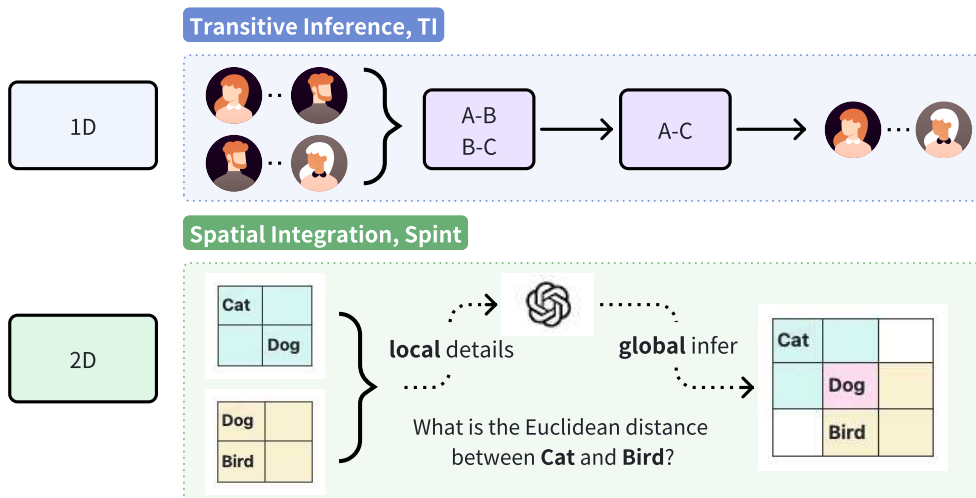 Transitive Inference, TI
1D
A-B
B-C
A-C
Spatial Integration, Spint
2D
Cat
Dog
Dog
Bird
local details
global infer
What is the Euclidean distance
between Cat and Bird?
Cat
Dog
Bird